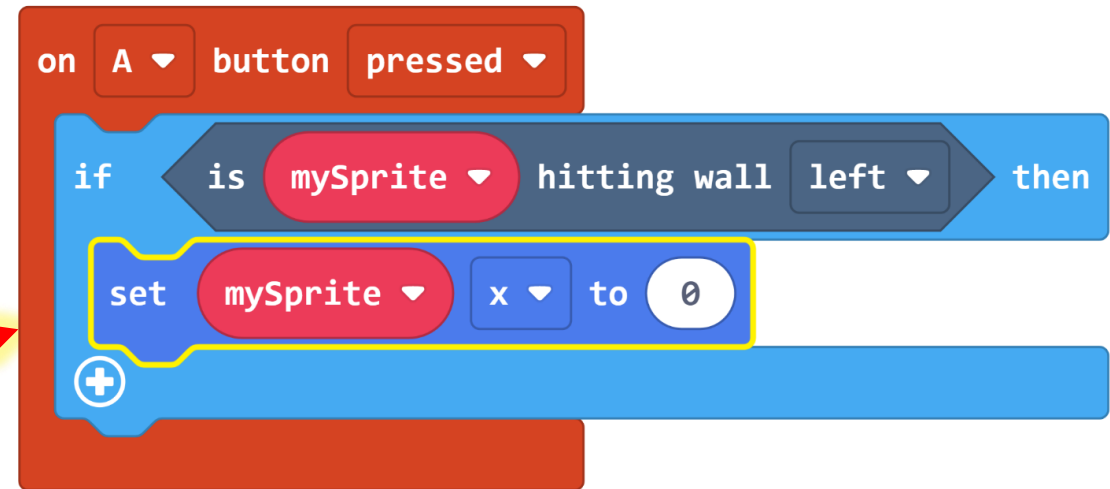 on A button pressed
if is mySprite hitting wall left then
set mySprite x to 0